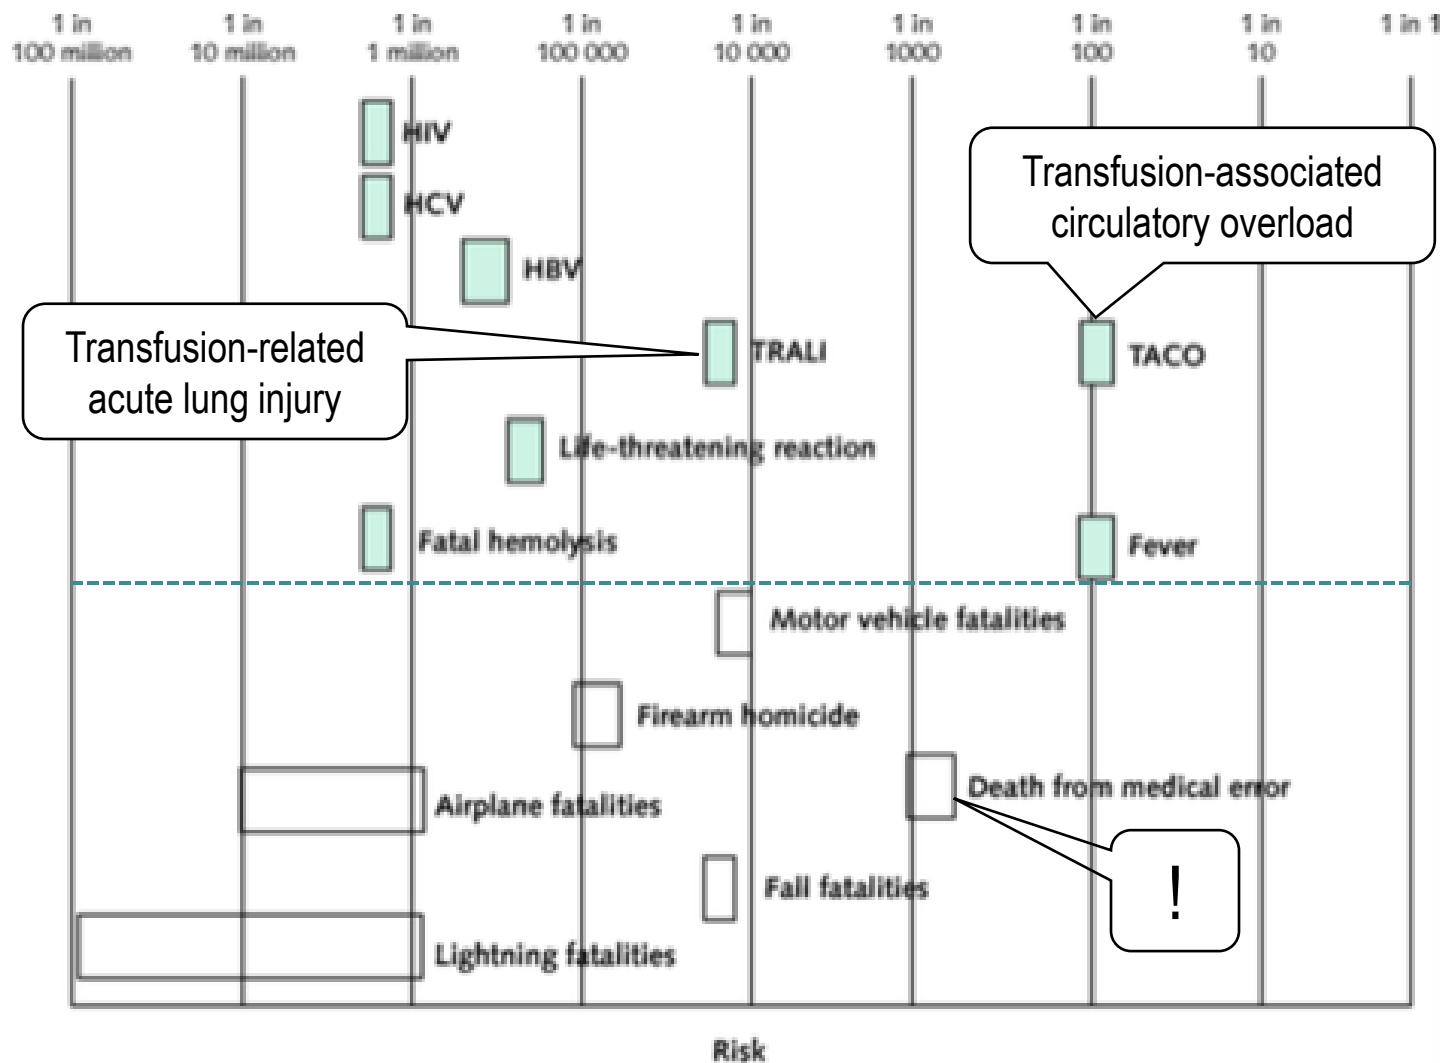 1 in
100 million
1 in
10 million
1 in
1 million
1 in
100 000
1 in
10 000
1 in
1000
1 in
100
1 in
10
1 in 1
HIV
HCV
HBV
Transfusion-associated
circulatory overload
Transfusion-related
acute lung injury
TRALI
TACO
Life-threatening reaction
Fatal hemolysis
Fever
Motor vehicle fatalities
Firearm homicide
Death from medical error
Airplane fatalities
!
Fall fatalities
Lightning fatalities
Risk